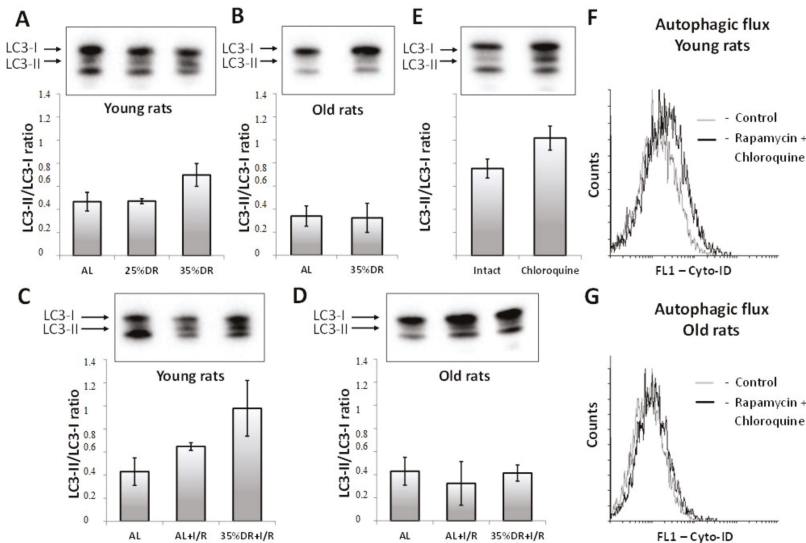 A
LC3-I
LC3-II
Young rats
LC3-II/LC3-I ratio
1.4
1.2
1
0.8
0.6
0.4
0.2
0
AL
25%DR
35%DR
B
LC3-I
LC3-II
Old rats
LC3-II/LC3-I ratio
1.4
1.2
1
0.8
0.6
0.4
0.2
0
AL
35%DR
E
LC3-I
LC3-II
LC3-II/LC3-I ratio
1.4
1.2
1
0.8
0.6
0.4
0.2
0
Intact
Chloroquine
F
Autophagic flux
Young rats
- Control
- Rapamycin +
Chloroquine
Counts
FL1 – Cyto-ID
C
LC3-I
LC3-II
Young rats
LC3-II/LC3-I ratio
1.4
1.2
1
0.8
0.6
0.4
0.2
0
AL
AL+I/R
35%DR+I/R
D
LC3-I
LC3-II
Old rats
LC3-II/LC3-I ratio
1.4
1.2
1
0.8
0.6
0.4
0.2
0
AL
AL+I/R
35%DR+I/R
G
Autophagic flux
Old rats
- Control
- Rapamycin +
Chloroquine
Counts
FL1 – Cyto-ID